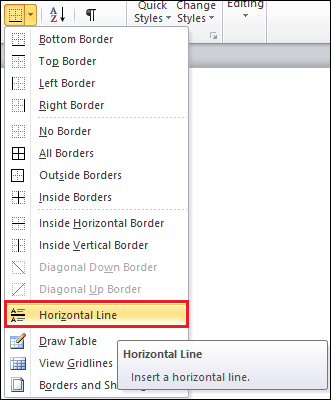 Quick Styles
Change Styles
Editing
Bottom Border
Top Border
Left Border
Right Border
No Border
All Borders
Outside Borders
Inside Borders
Inside Horizontal Border
Inside Vertical Border
Diagonal Down Border
Diagonal Up Border
Horizontal Line
Draw Table
View Gridlines
Borders and Sh
Horizontal Line
Insert a horizontal line.